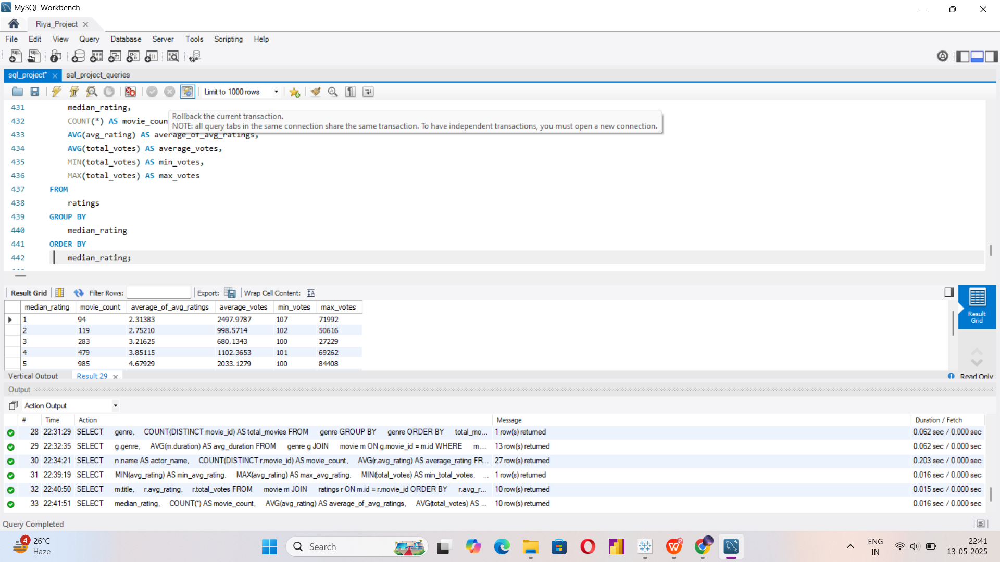 MySQL Workbench
Riya_Project
File Edit View Query Database Server Tools Scripting Help
sql_project* sal_project_queries
Limit to 1000 rows
431 median_rating,
Rollback the current transaction.
432 COUNT(*) AS movie_coun
NOTE: all query tabs in the same connection share the same transaction. To have independent transactions, you must open a new connection.
433 AVG(avg_rating) AS average_of_avg_ratings,
434 AVG(total_votes) AS average_votes,
435 MIN(total_votes) AS min_votes,
436 MAX(total_votes) AS max_votes
437 FROM
438 ratings
439 GROUP BY
440 median_rating
441 ORDER BY
442 median_rating;
Result Grid Filter Rows: Export: Wrap Cell Content:
median_rating movie_count average_of_avg_ratings average_votes min_votes max_votes
1 94 2.31383 2497.9787 107 71992
2 119 2.75210 998.5714 102 50616
3 283 3.21625 680.1343 100 27229
4 479 3.85115 1102.3653 101 69262
5 985 4.67929 2033.1279 100 84408
Result
Grid
Vertical Output Result 29 Read Only
Output
Action Output
# Time Action Message Duration / Fetch
28 22:31:29 SELECT genre, COUNT(DISTINCT movie_id) AS total_movies FROM genre GROUP BY genre ORDER BY total_mo... 1 row(s) returned 0.062 sec / 0.000 sec
29 22:32:35 SELECT g.genre, AVG(m.duration) AS avg_duration FROM genre g JOIN movie m ON g.movie_id = m.id WHERE m.... 13 row(s) returned 0.062 sec / 0.000 sec
30 22:34:21 SELECT n.name AS actor_name, COUNT(DISTINCT r.movie_id) AS movie_count, AVG(r.avg_rating) AS average_rating FR... 27 row(s) returned 0.203 sec / 0.000 sec
31 22:39:19 SELECT MIN(avg_rating) AS min_avg_rating, MAX(avg_rating) AS max_avg_rating, MIN(total_votes) AS min_total_votes, ... 1 row(s) returned 0.016 sec / 0.000 sec
32 22:40:50 SELECT m.title, r.avg_rating, r.total_votes FROM movie m JOIN ratings r ON m.id = r.movie_id ORDER BY r.avg_r... 10 row(s) returned 0.015 sec / 0.000 sec
33 22:41:51 SELECT median_rating, COUNT(*) AS movie_count, AVG(avg_rating) AS average_of_avg_ratings, AVG(total_votes) AS ... 10 row(s) returned 0.016 sec / 0.000 sec
Query Completed
4 26°C
Haze
Search
ENG
IN
22:41
13-05-2025